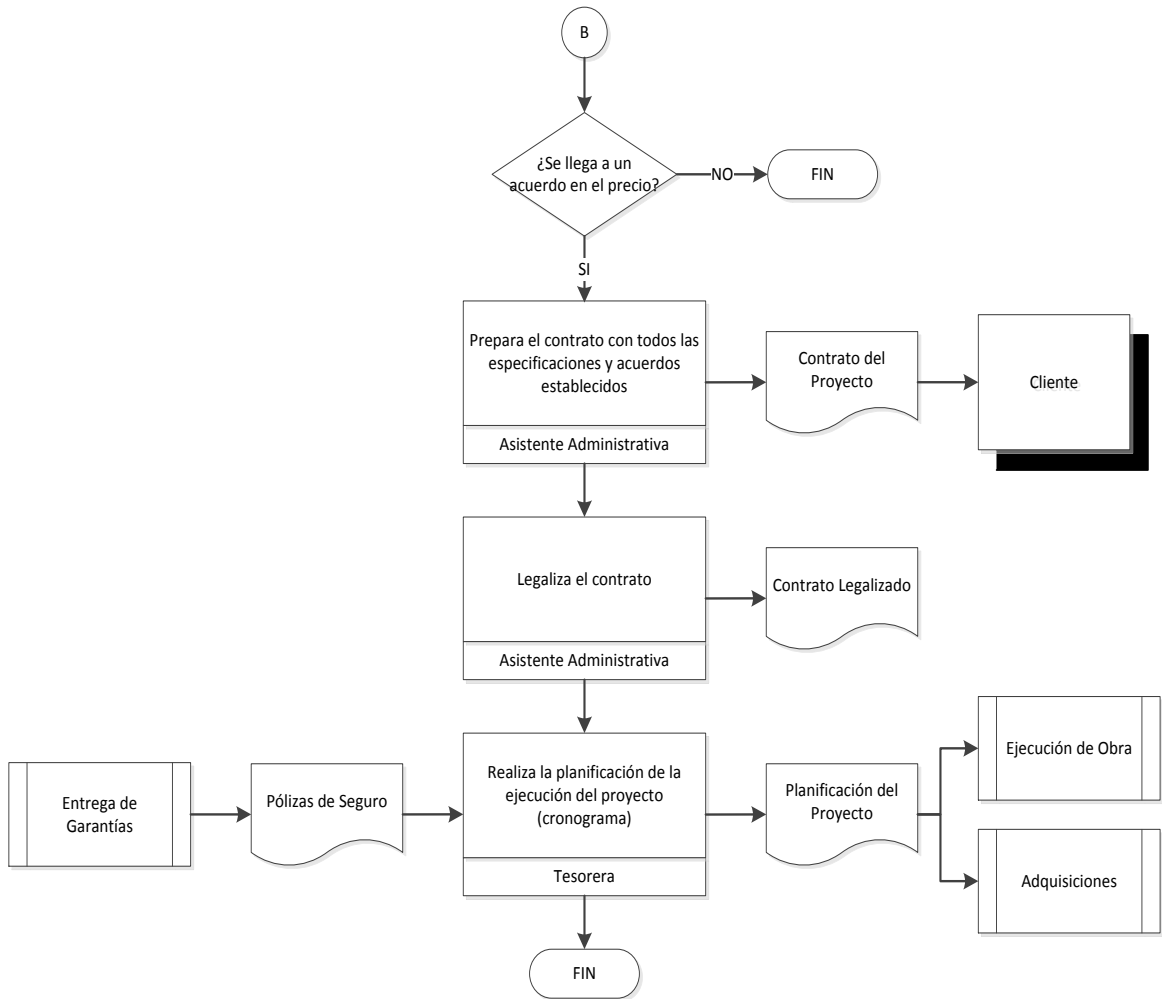 B
¿Se llega a un
acuerdo en el precio?
NO
FIN
SI
Prepara el contrato con todos las
especificaciones y acuerdos
establecidos
Asistente Administrativa
Contrato del
Proyecto
Cliente
Legaliza el contrato
Asistente Administrativa
Contrato Legalizado
Entrega de
Garantías
Pólizas de Seguro
Realiza la planificación de la
ejecución del proyecto
(cronograma)
Tesorera
Planificación del
Proyecto
Ejecución de Obra
Adquisiciones
FIN